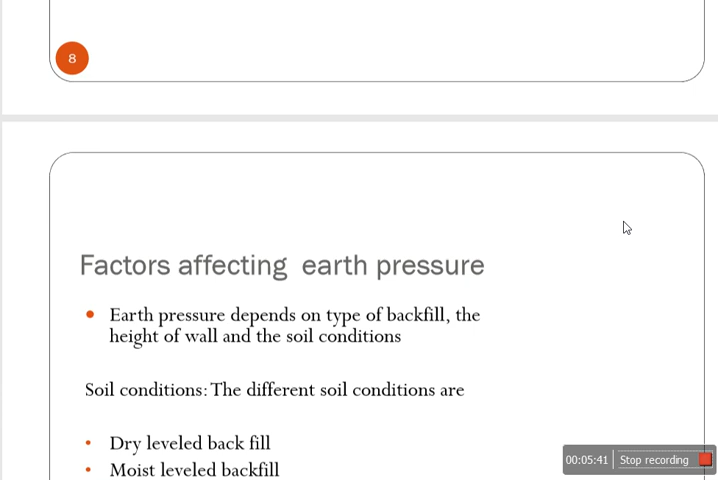 8
Factors affecting earth pressure
• Earth pressure depends on type of backfill, the
height of wall and the soil conditions
Soil conditions: The different soil conditions are
• Dry leveled back fill
• Moist leveled backfill
00:05:41 Stop recording